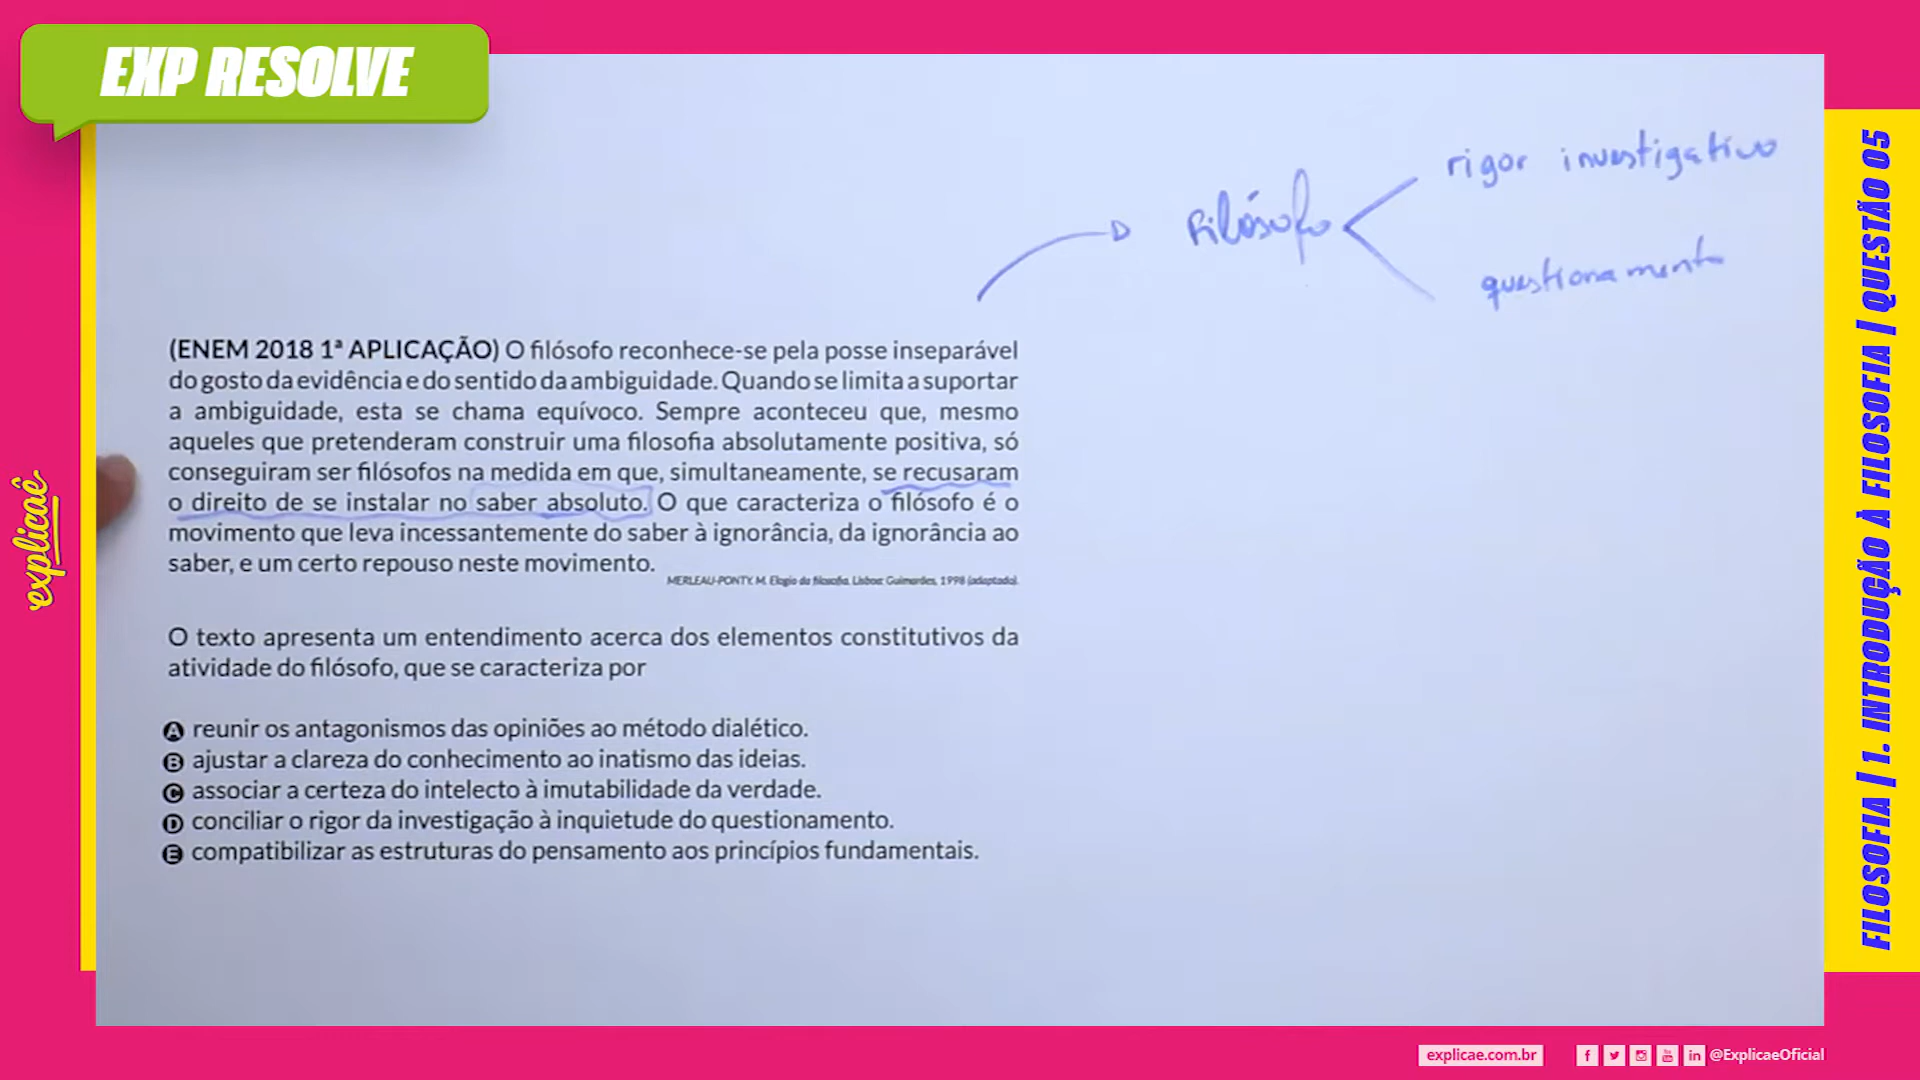 EXP RESOLVE
rigor investigativo
Filósofo
questionamento
(ENEM 2018 1ª APLICAÇÃO) O filósofo reconhece-se pela posse inseparável
do gosto da evidência e do sentido da ambiguidade. Quando se limita a suportar
a ambiguidade, esta se chama equívoco. Sempre aconteceu que, mesmo
aqueles que pretenderam construir uma filosofia absolutamente positiva, só
conseguiram ser filósofos na medida em que, simultaneamente, se recusaram
o direito de se instalar no saber absoluto. O que caracteriza o filósofo é o
movimento que leva incessantemente do saber à ignorância, da ignorância ao
saber, e um certo repouso neste movimento.
MERLEAU-PONTY, M. Elogio da filosofia. Lisboa: Guimarães, 1998 (adaptado).
O texto apresenta um entendimento acerca dos elementos constitutivos da
atividade do filósofo, que se caracteriza por
A reunir os antagonismos das opiniões ao método dialético.
B ajustar a clareza do conhecimento ao inatismo das ideias.
C associar a certeza do intelecto à imutabilidade da verdade.
D conciliar o rigor da investigação à inquietude do questionamento.
E compatibilizar as estruturas do pensamento aos princípios fundamentais.
explicaê
FILOSOFIA | 1. INTRODUÇÃO À FILOSOFIA | QUESTÃO 05
explicae.com.br
@ExplicaeOficial